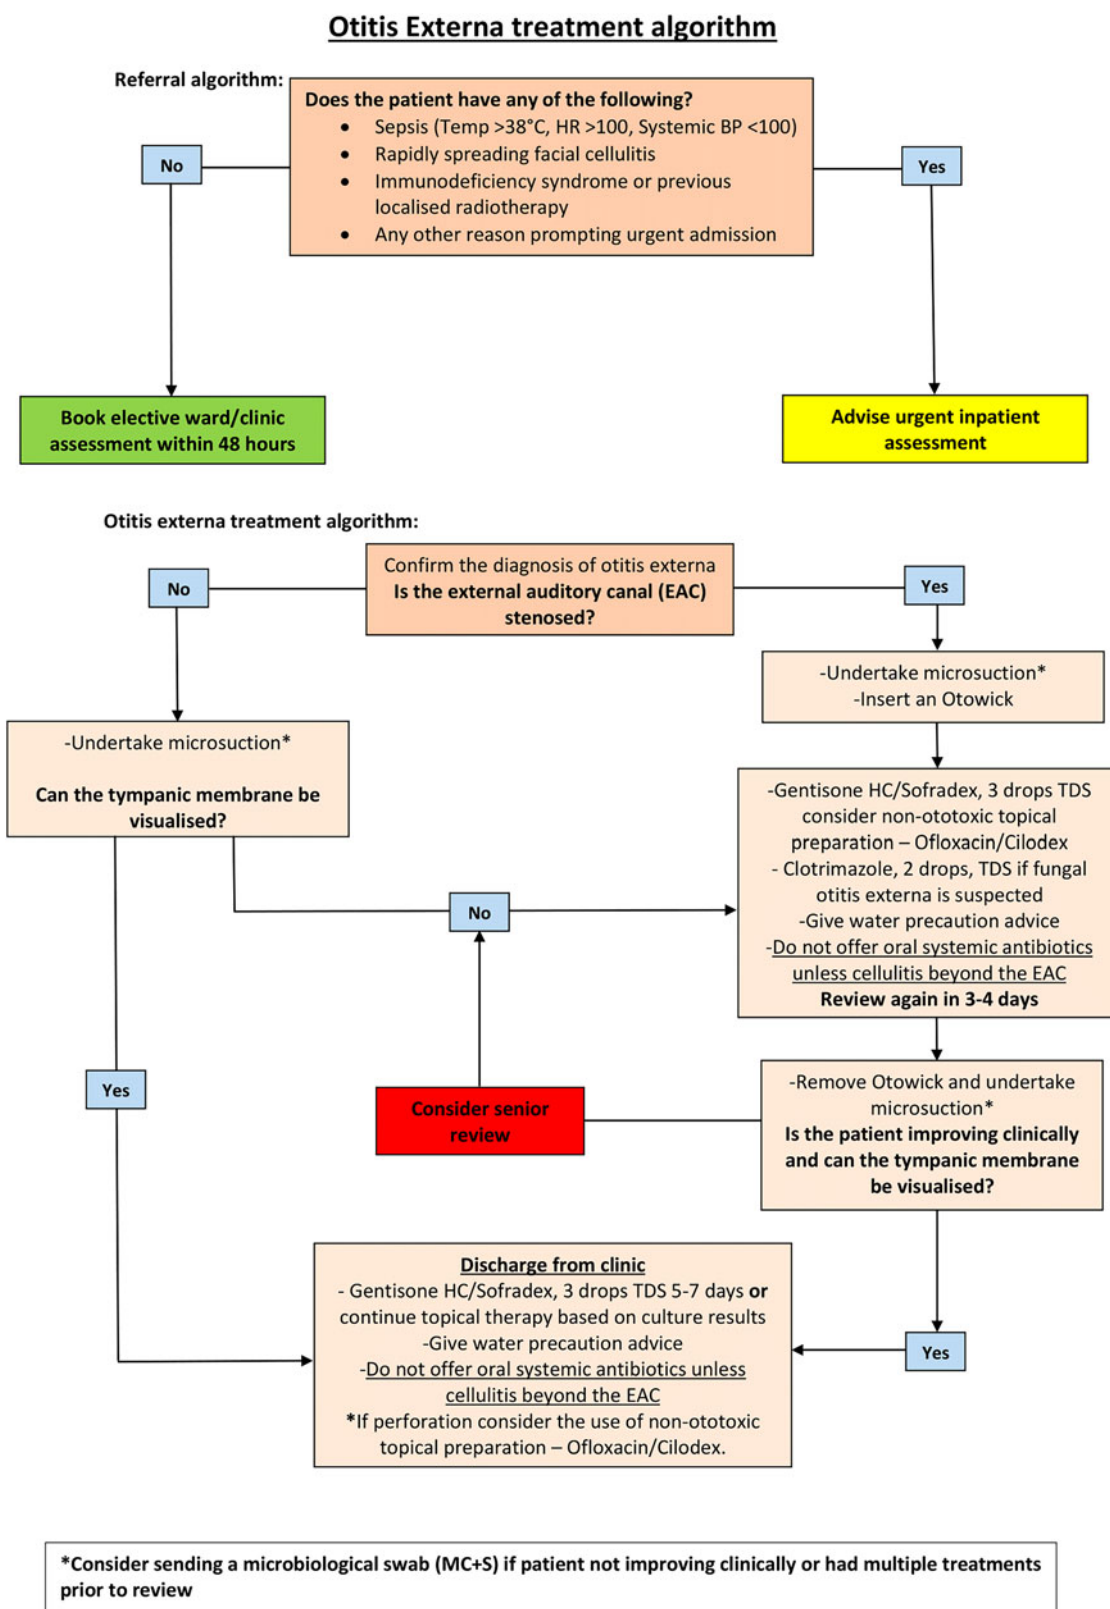 Otitis Externa treatment algorithm
Referral algorithm:
Does the patient have any of the following?
• Sepsis (Temp >38°C, HR >100, Systemic BP <100)
• Rapidly spreading facial cellulitis
• Immunodeficiency syndrome or previous
localised radiotherapy
• Any other reason prompting urgent admission
No
Yes
Book elective ward/clinic
assessment within 48 hours
Advise urgent inpatient
assessment
Otitis externa treatment algorithm:
Confirm the diagnosis of otitis externa
Is the external auditory canal (EAC)
stenosed?
No
Yes
-Undertake microsuction*
-Insert an Otowick
-Undertake microsuction*
Can the tympanic membrane be
visualised?
-Gentisone HC/Sofradex, 3 drops TDS
consider non-ototoxic topical
preparation – Ofloxacin/Cilodex
- Clotrimazole, 2 drops, TDS if fungal
otitis externa is suspected
-Give water precaution advice
-Do not offer oral systemic antibiotics
unless cellulitis beyond the EAC
Review again in 3-4 days
No
Yes
Consider senior
review
-Remove Otowick and undertake
microsuction*
Is the patient improving clinically
and can the tympanic membrane
be visualised?
Discharge from clinic
- Gentisone HC/Sofradex, 3 drops TDS 5-7 days or
continue topical therapy based on culture results
-Give water precaution advice
-Do not offer oral systemic antibiotics unless
cellulitis beyond the EAC
*If perforation consider the use of non-ototoxic
topical preparation – Ofloxacin/Cilodex.
Yes
*Consider sending a microbiological swab (MC+S) if patient not improving clinically or had multiple treatments
prior to review